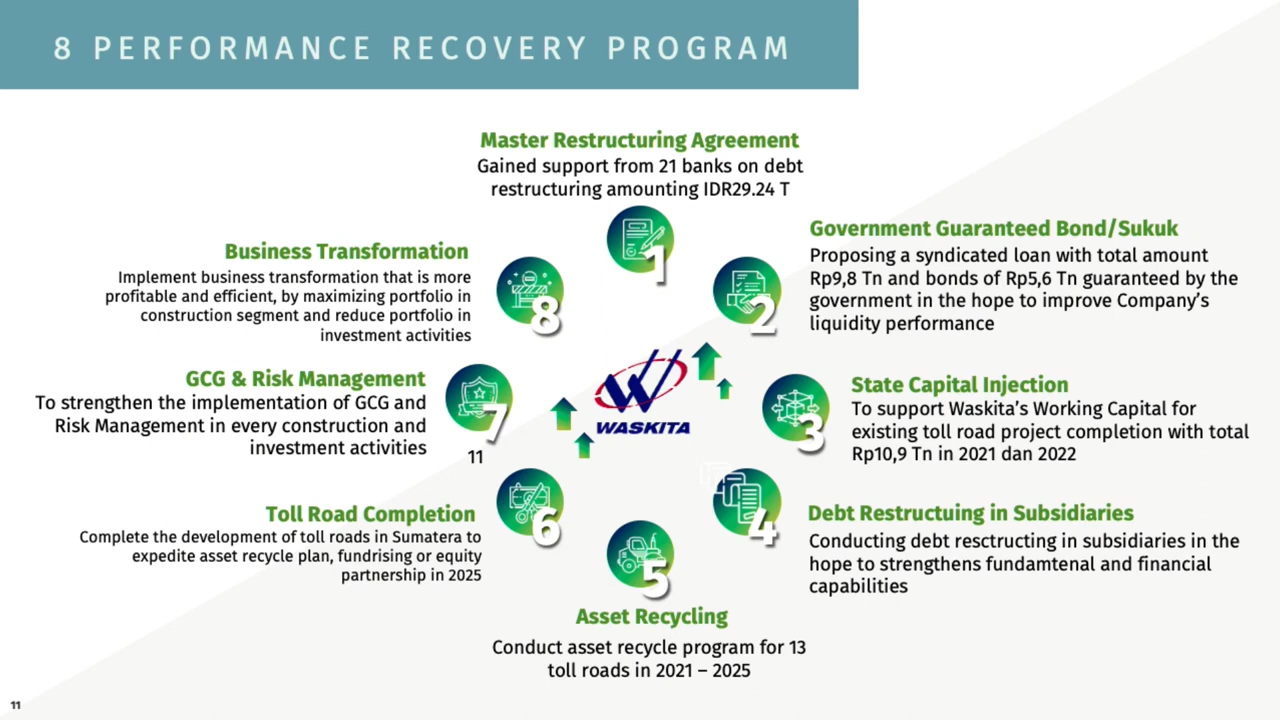 8 PERFORMANCE RECOVERY PROGRAM
Master Restructuring Agreement
Gained support from 21 banks on debt
restructuring amounting IDR29.24 T
1
Government Guaranteed Bond/Sukuk
Proposing a syndicated loan with total amount
Rp9,8 Tn and bonds of Rp5,6 Tn guaranteed by the
government in the hope to improve Company's
liquidity performance
2
State Capital Injection
To support Waskita's Working Capital for
existing toll road project completion with total
Rp10,9 Tn in 2021 dan 2022
3
Debt Restructuing in Subsidiaries
Conducting debt resctructing in subsidiaries in the
hope to strengthens fundamtenal and financial
capabilities
4
5
Asset Recycling
Conduct asset recycle program for 13
toll roads in 2021 – 2025
Toll Road Completion
Complete the development of toll roads in Sumatera to
expedite asset recycle plan, fundrising or equity
partnership in 2025
6
GCG & Risk Management
To strengthen the implementation of GCG and
Risk Management in every construction and
investment activities
7
11
Business Transformation
Implement business transformation that is more
profitable and efficient, by maximizing portfolio in
construction segment and reduce portfolio in
investment activities
8
WASKITA
11